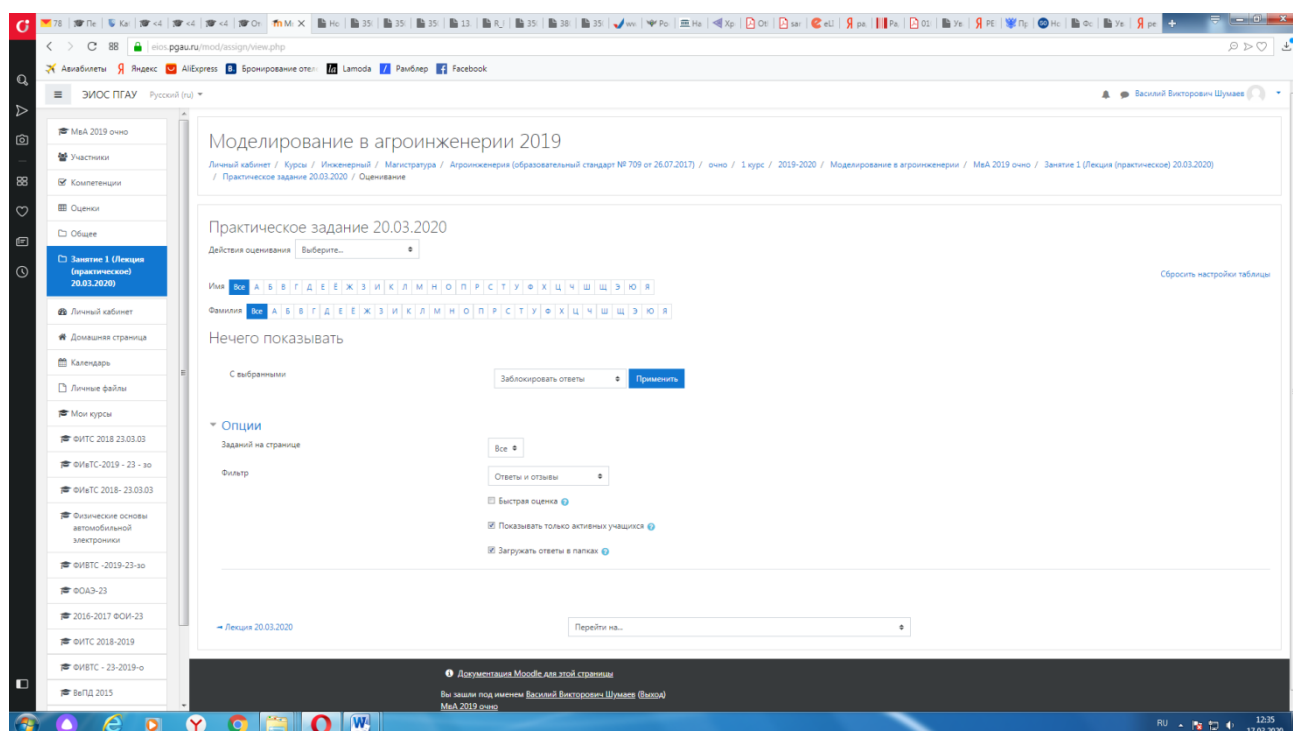 eios.pgau.ru/mod/assign/view.php
Авиабилеты Яндекс AliExpress Бронирование отел Lamoda Рамблер Facebook
ЭИОС ПГАУ Русский (ru)
Василий Викторович Шумаев
МвА 2019 очно
Участники
Компетенции
Оценки
Общее
Занятие 1 (Лекция
(практическое)
20.03.2020)
Личный кабинет
Домашняя страница
Календарь
Личные файлы
Мои курсы
ФИТС 2018 23.03.03
ФИвТС-2019 - 23 - зо
ФИвТС 2018- 23.03.03
Физические основы
автомобильной
электроники
ФИВТС -2019-23-зо
ФОАЭ-23
2016-2017 ФОИ-23
ФИТС 2018-2019
ФИВТС - 23-2019-о
ВвПД 2015
Моделирование в агроинженерии 2019
Личный кабинет / Курсы / Инженерный / Магистратура / Агроинженерия (образовательный стандарт № 709 от 26.07.2017) / очно / 1 курс / 2019-2020 / Моделирование в агроинженерии / МвА 2019 очно / Занятие 1 (Лекция (практическое) 20.03.2020)
/ Практическое задание 20.03.2020 / Оценивание
Практическое задание 20.03.2020
Действия оценивания Выберите...
Сбросить настройки таблицы
Имя Все А Б В Г Д Е Ё Ж З И К Л М Н О П Р С Т У Ф Х Ц Ч Ш Щ Э Ю Я
Фамилия Все А Б В Г Д Е Ё Ж З И К Л М Н О П Р С Т У Ф Х Ц Ч Ш Щ Э Ю Я
Нечего показывать
С выбранными Заблокировать ответы Применить
Опции
Заданий на странице Все
Фильтр Ответы и отзывы
Быстрая оценка
Показывать только активных учащихся
Загружать ответы в папках
Лекция 20.03.2020 Перейти на...
Документация Moodle для этой страницы
Вы зашли под именем Василий Викторович Шумаев (Выход)
МвА 2019 очно
RU 12:35
17.03.2020